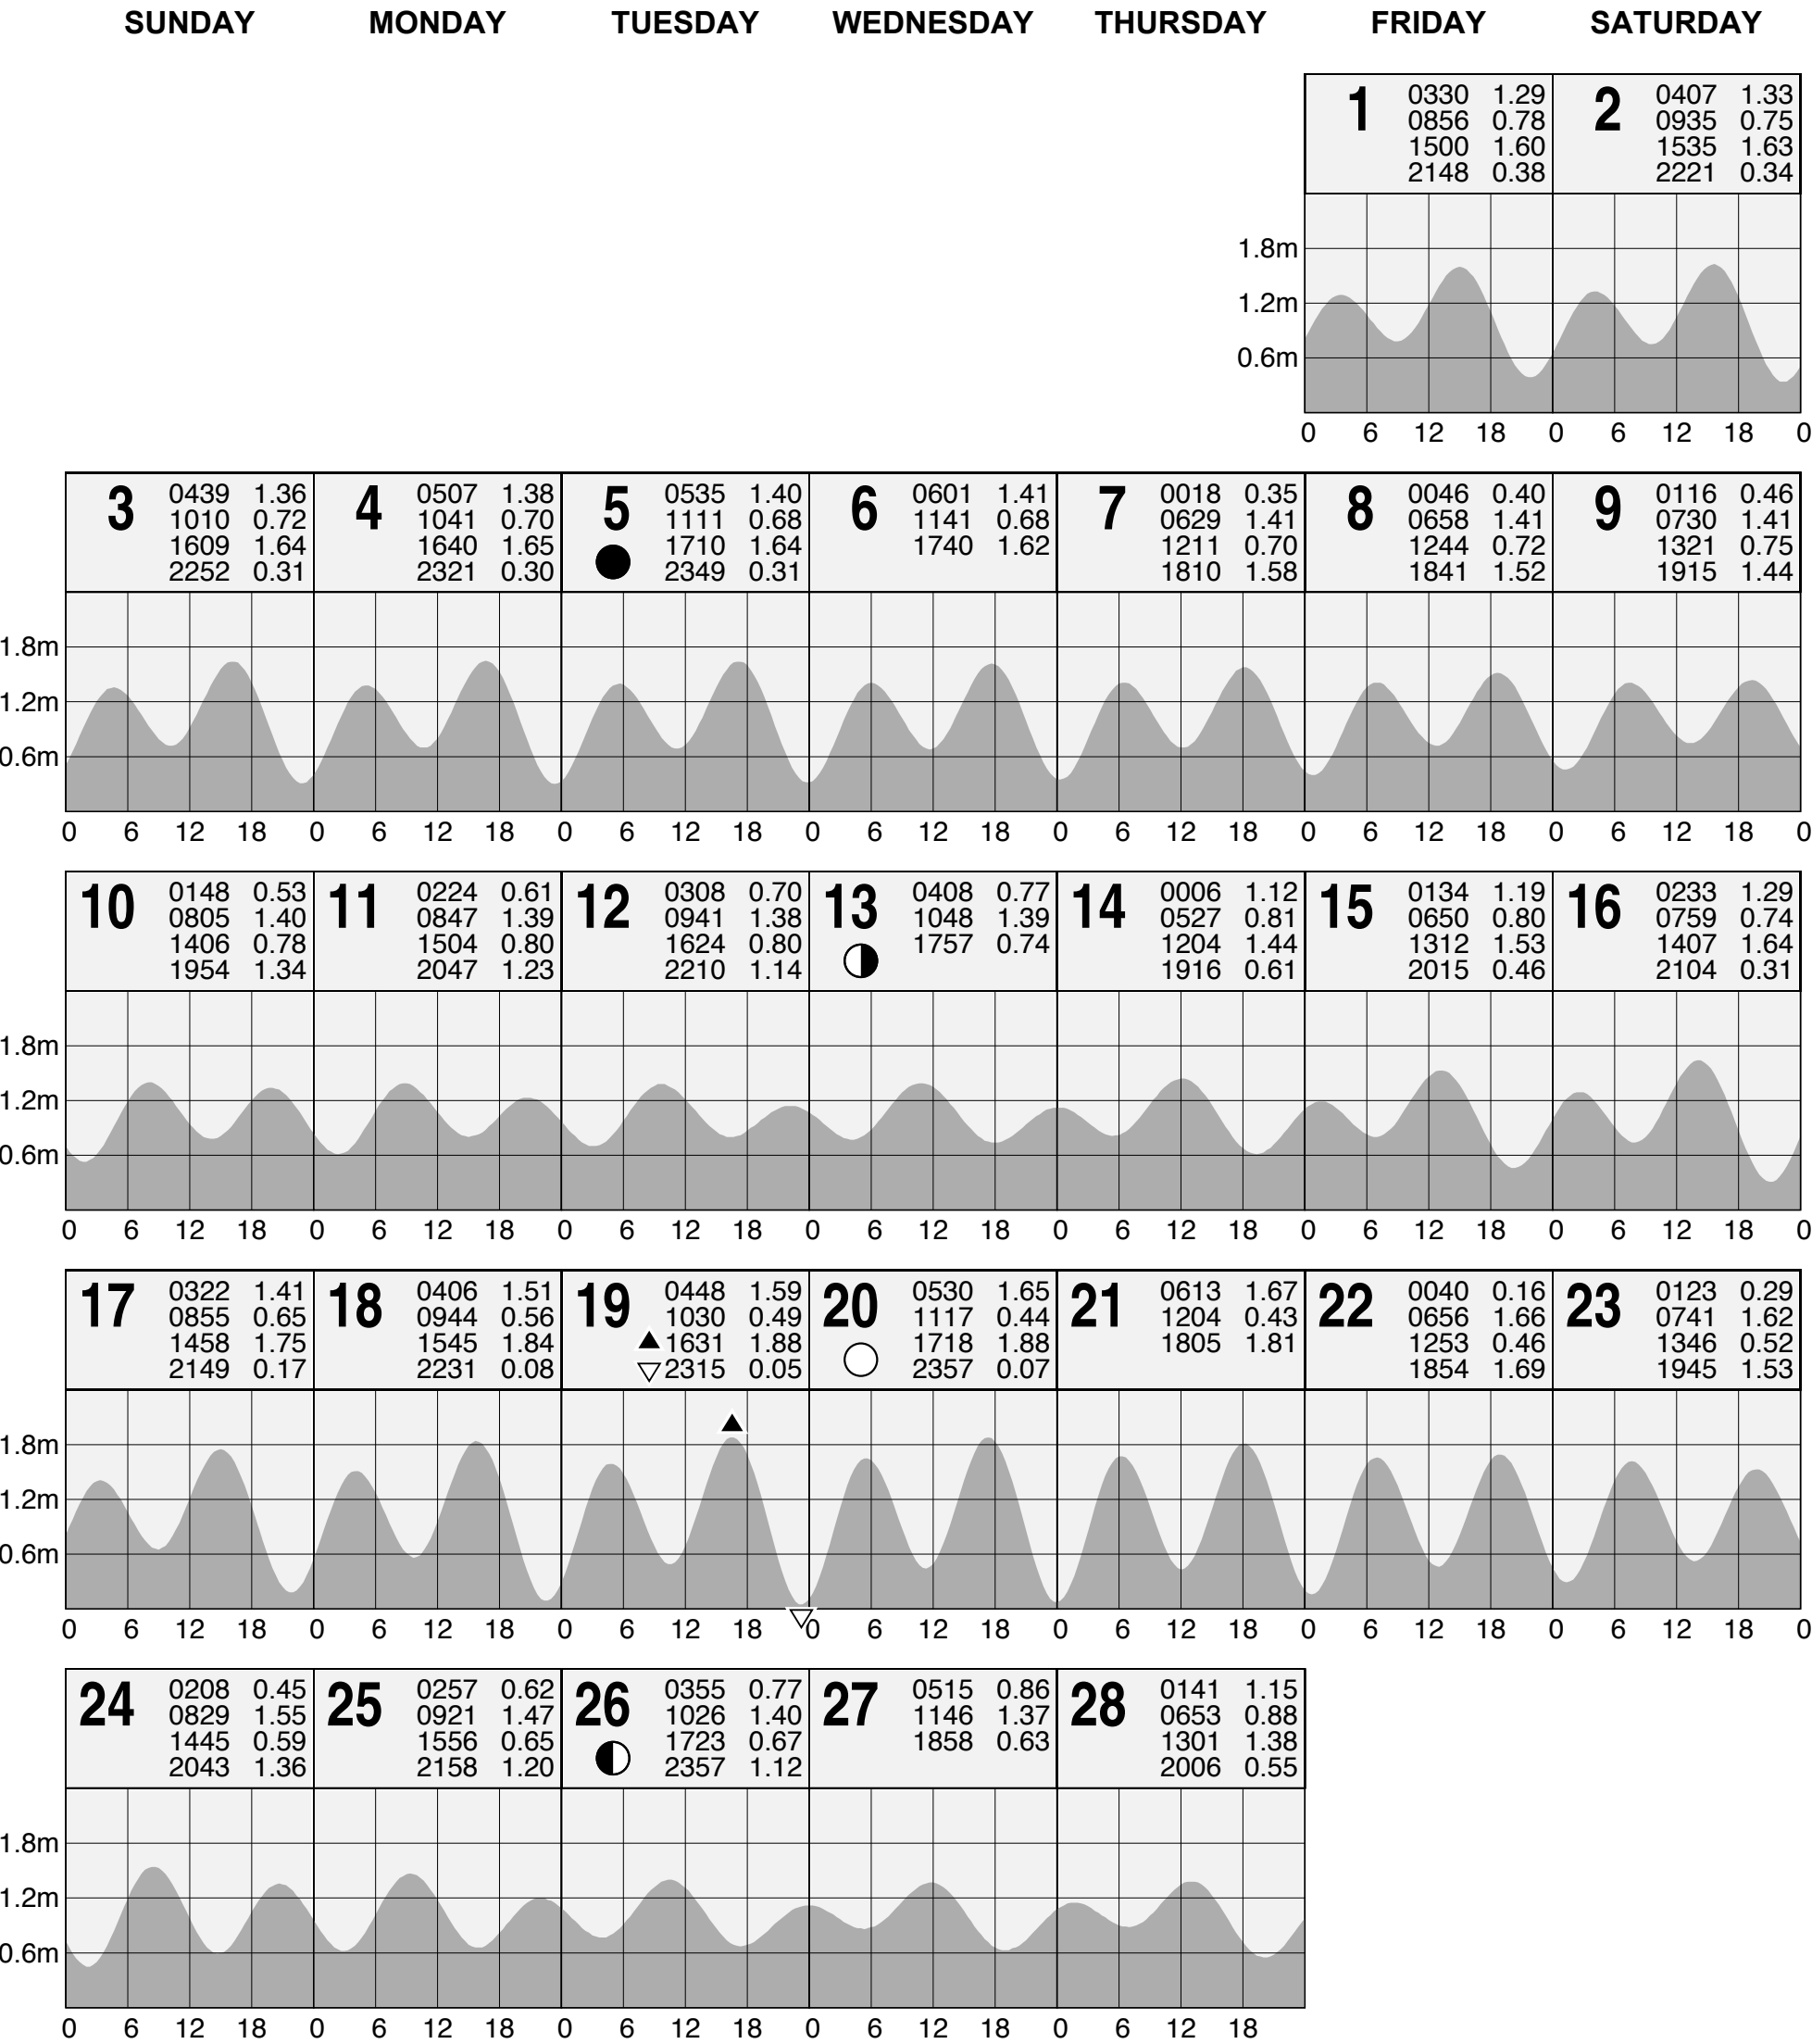 SUNDAY MONDAY TUESDAY WEDNESDAY THURSDAY FRIDAY SATURDAY
1 0330 1.29
0856 0.78
1500 1.60
2148 0.38
2 0407 1.33
0935 0.75
1535 1.63
2221 0.34
1.8m
1.2m
0.6m
0 6 12 18 0 6 12 18 0
3 0439 1.36
1010 0.72
1609 1.64
2252 0.31
4 0507 1.38
1041 0.70
1640 1.65
2321 0.30
5 0535 1.40
1111 0.68
1710 1.64
2349 0.31
6 0601 1.41
1141 0.68
1740 1.62
7 0018 0.35
0629 1.41
1211 0.70
1810 1.58
8 0046 0.40
0658 1.41
1244 0.72
1841 1.52
9 0116 0.46
0730 1.41
1321 0.75
1915 1.44
1.8m
1.2m
0.6m
0 6 12 18 0 6 12 18 0 6 12 18 0 6 12 18 0 6 12 18 0 6 12 18 0 6 12 18 0
10 0148 0.53
0805 1.40
1406 0.78
1954 1.34
11 0224 0.61
0847 1.39
1504 0.80
2047 1.23
12 0308 0.70
0941 1.38
1624 0.80
2210 1.14
13 0408 0.77
1048 1.39
1757 0.74
14 0006 1.12
0527 0.81
1204 1.44
1916 0.61
15 0134 1.19
0650 0.80
1312 1.53
2015 0.46
16 0233 1.29
0759 0.74
1407 1.64
2104 0.31
1.8m
1.2m
0.6m
0 6 12 18 0 6 12 18 0 6 12 18 0 6 12 18 0 6 12 18 0 6 12 18 0 6 12 18 0
17 0322 1.41
0855 0.65
1458 1.75
2149 0.17
18 0406 1.51
0944 0.56
1545 1.84
2231 0.08
19 0448 1.59
1030 0.49
1631 1.88
2315 0.05
20 0530 1.65
1117 0.44
1718 1.88
2357 0.07
21 0613 1.67
1204 0.43
1805 1.81
22 0040 0.16
0656 1.66
1253 0.46
1854 1.69
23 0123 0.29
0741 1.62
1346 0.52
1945 1.53
1.8m
1.2m
0.6m
0 6 12 18 0 6 12 18 0 6 12 18 0 6 12 18 0 6 12 18 0 6 12 18 0 6 12 18 0
24 0208 0.45
0829 1.55
1445 0.59
2043 1.36
25 0257 0.62
0921 1.47
1556 0.65
2158 1.20
26 0355 0.77
1026 1.40
1723 0.67
2357 1.12
27 0515 0.86
1146 1.37
1858 0.63
28 0141 1.15
0653 0.88
1301 1.38
2006 0.55
1.8m
1.2m
0.6m
0 6 12 18 0 6 12 18 0 6 12 18 0 6 12 18 0 6 12 18